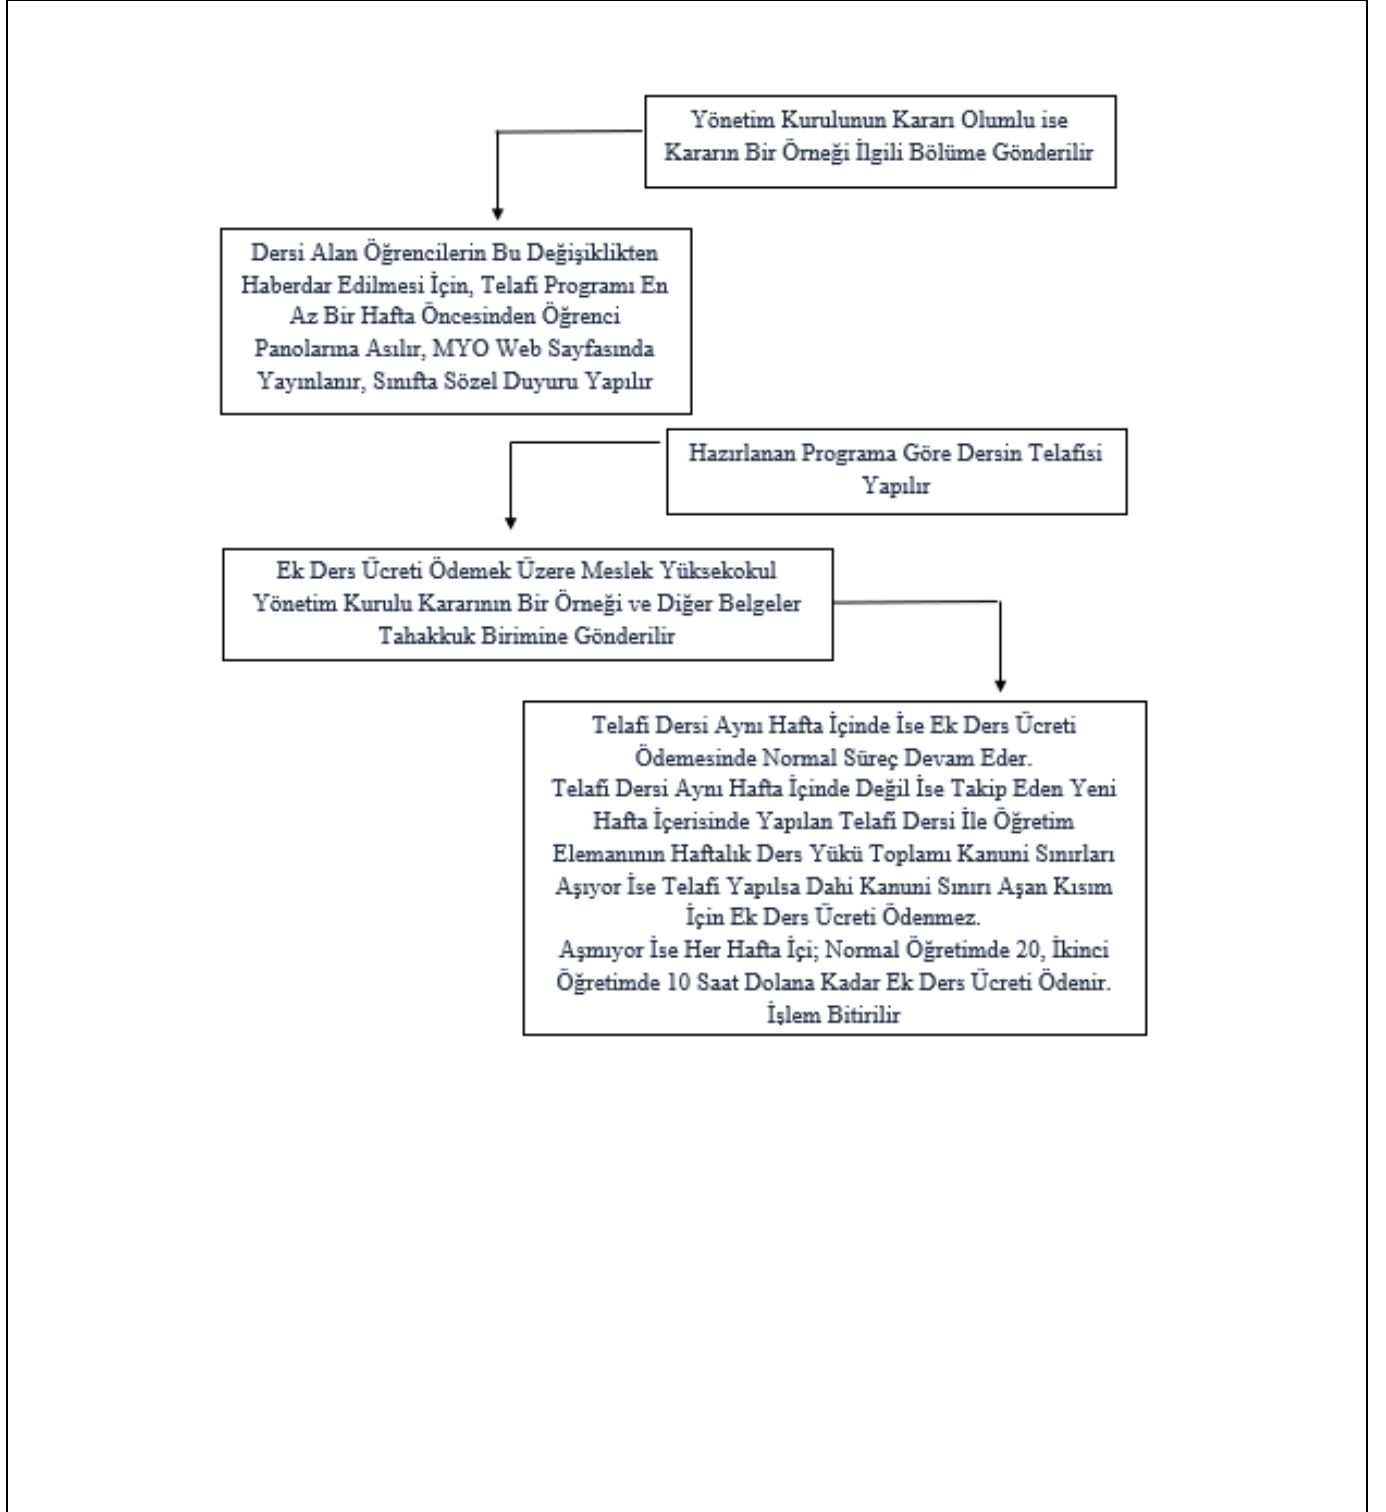 Yönetim Kurulunun Kararı Olumlu ise
Kararın Bir Örneği İlgili Bölüme Gönderilir
Dersi Alan Öğrencilerin Bu Değişiklikten
Haberdar Edilmesi İçin, Telafi Programı En
Az Bir Hafta Öncesinden Öğrenci
Panolarına Asılır, MYO Web Sayfasında
Yayınlanır, Sınıfta Sözel Duyuru Yapılır
Hazırlanan Programa Göre Dersin Telafisi
Yapılır
Ek Ders Ücreti Ödemek Üzere Meslek Yüksekokul
Yönetim Kurulu Kararının Bir Örneği ve Diğer Belgeler
Tahakkuk Birimine Gönderilir
Telafi Dersi Aynı Hafta İçinde İse Ek Ders Ücreti
Ödemesinde Normal Süreç Devam Eder.
Telafi Dersi Aynı Hafta İçinde Değil İse Takip Eden Yeni
Hafta İçerisinde Yapılan Telafi Dersi İle Öğretim
Elemanının Haftalık Ders Yükü Toplamı Kanuni Sınırları
Aşıyor İse Telafi Yapılsa Dahi Kanuni Sınırı Aşan Kısım
İçin Ek Ders Ücreti Ödenmez.
Aşmıyor İse Her Hafta İçi; Normal Öğretimde 20, İkinci
Öğretimde 10 Saat Dolana Kadar Ek Ders Ücreti Ödenir.
İşlem Bitirilir